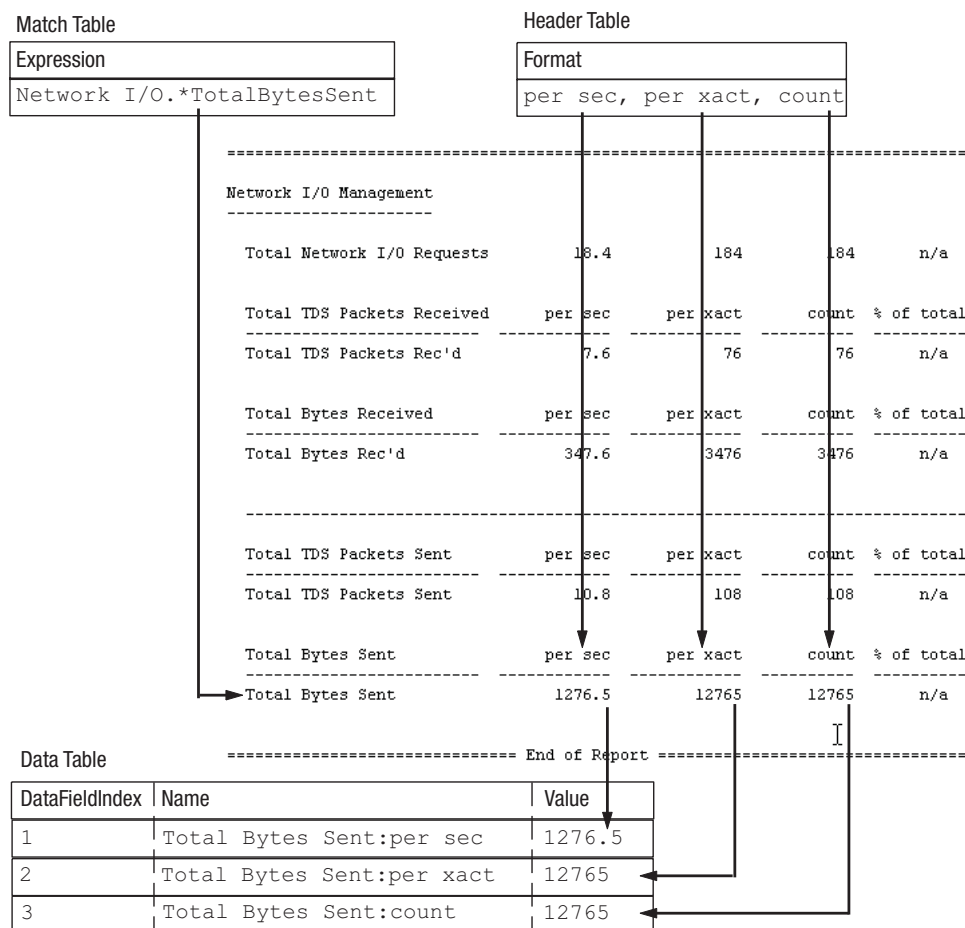 Match Table
Header Table
Expression
Format
Network I/O.*TotalBytesSent
per sec, per xact, count
================================================================================
Network I/O Management
----------------------
Total Network I/O Requests 18.4 184 184 n/a
Total TDS Packets Received per sec per xact count % of total
------------------------- ------------ ------------ ---------- ----------
Total TDS Packets Rec'd 7.6 76 76 n/a
Total Bytes Received per sec per xact count % of total
------------------------- ------------ ------------ ---------- ----------
Total Bytes Rec'd 347.6 3476 3476 n/a
-----------------------------------------------------------------------------
Total TDS Packets Sent per sec per xact count % of total
------------------------- ------------ ------------ ---------- ----------
Total TDS Packets Sent 10.8 108 108 n/a
Total Bytes Sent per sec per xact count % of total
------------------------- ------------ ------------ ---------- ----------
Total Bytes Sent 1276.5 12765 12765 n/a
=============================== End of Report =================================
Data Table
DataFieldIndex Name Value
1 Total Bytes Sent:per sec 1276.5
2 Total Bytes Sent:per xact 12765
3 Total Bytes Sent:count 12765